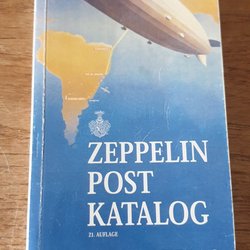 ZEPPELIN
POST
KATALOG
21. AUFLAGE